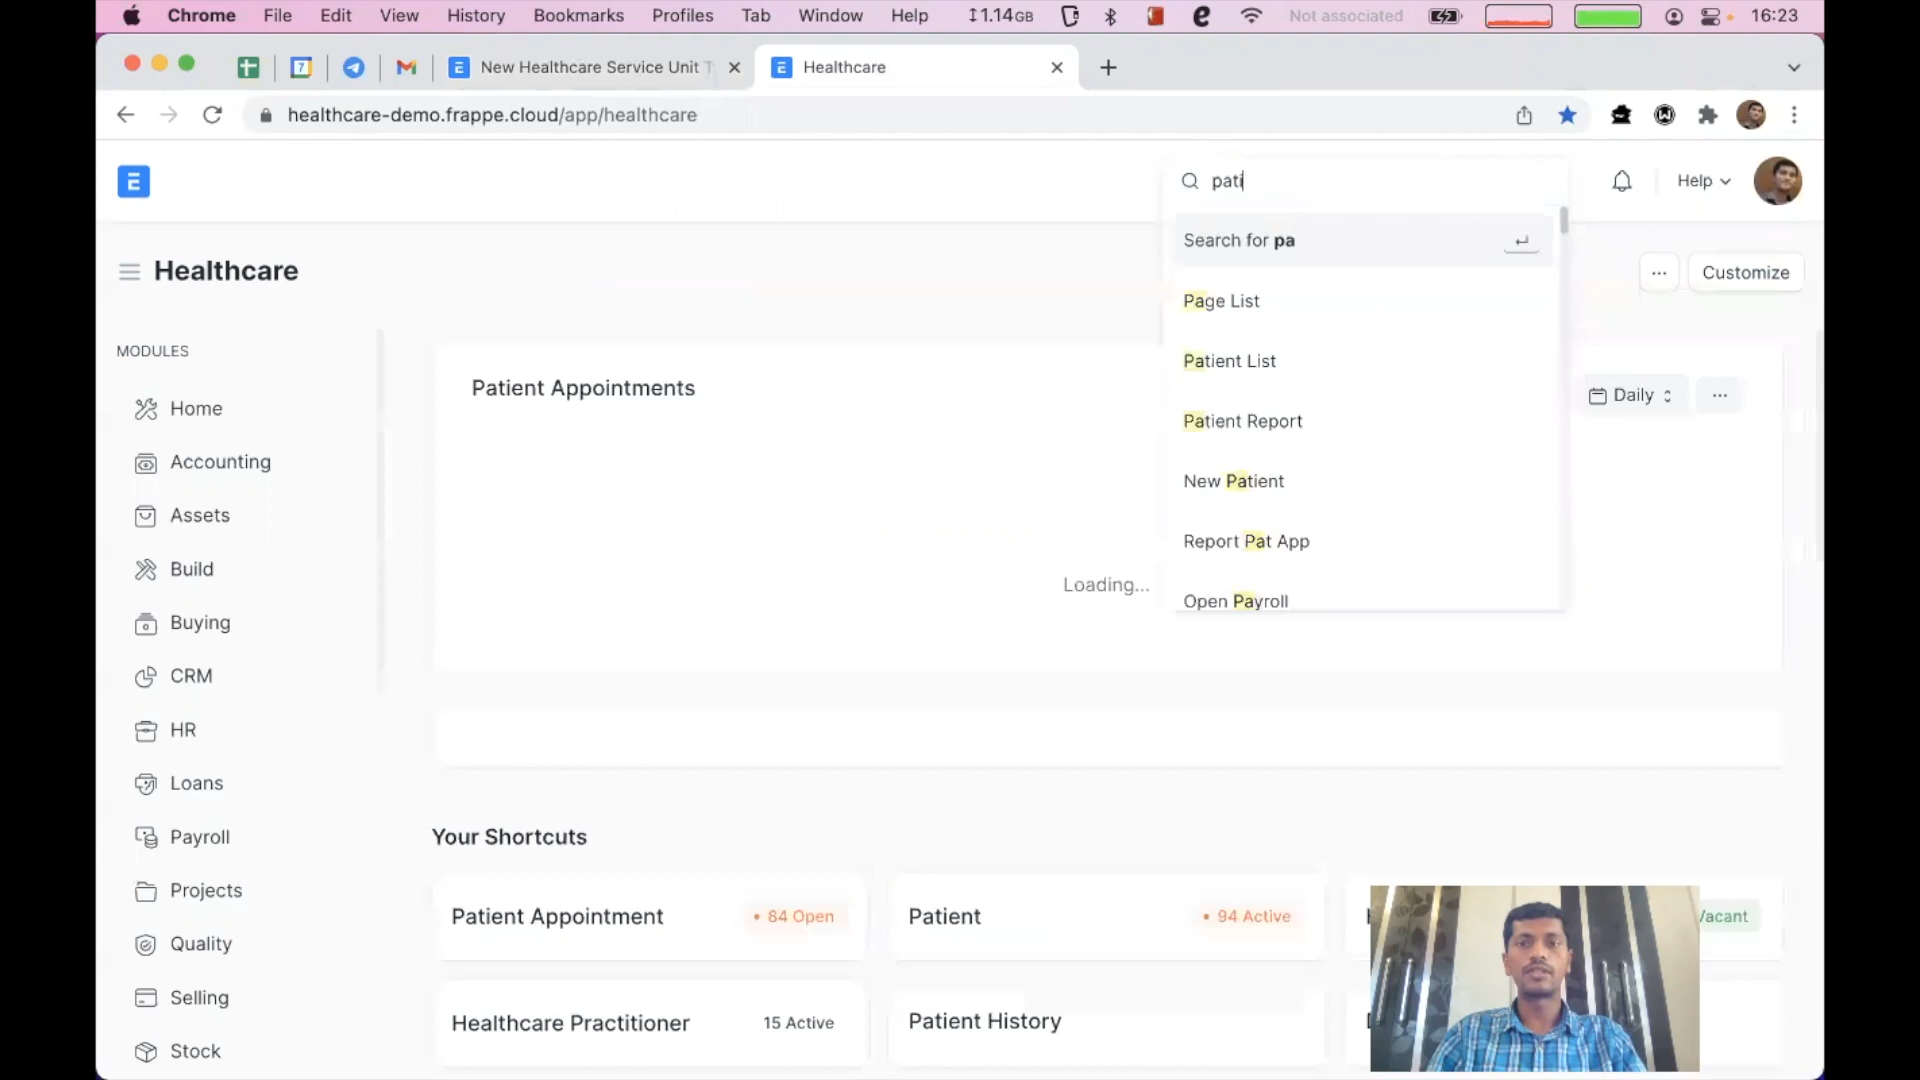 Chrome File Edit View History Bookmarks Profiles Tab Window Help 1.14GB Not associated 16:23
7 New Healthcare Service Unit T Healthcare
healthcare-demo.frappe.cloud/app/healthcare
pati
Help
Search for pa
Healthcare
Customize
Page List
MODULES
Patient List
Patient Appointments
Daily
Home
Patient Report
Accounting
New Patient
Assets
Report Pat App
Build
Loading...
Open Payroll
Buying
CRM
HR
Loans
Payroll
Your Shortcuts
Projects
Patient Appointment 84 Open Patient 94 Active Vacant
Quality
Selling
Healthcare Practitioner 15 Active Patient History
Stock